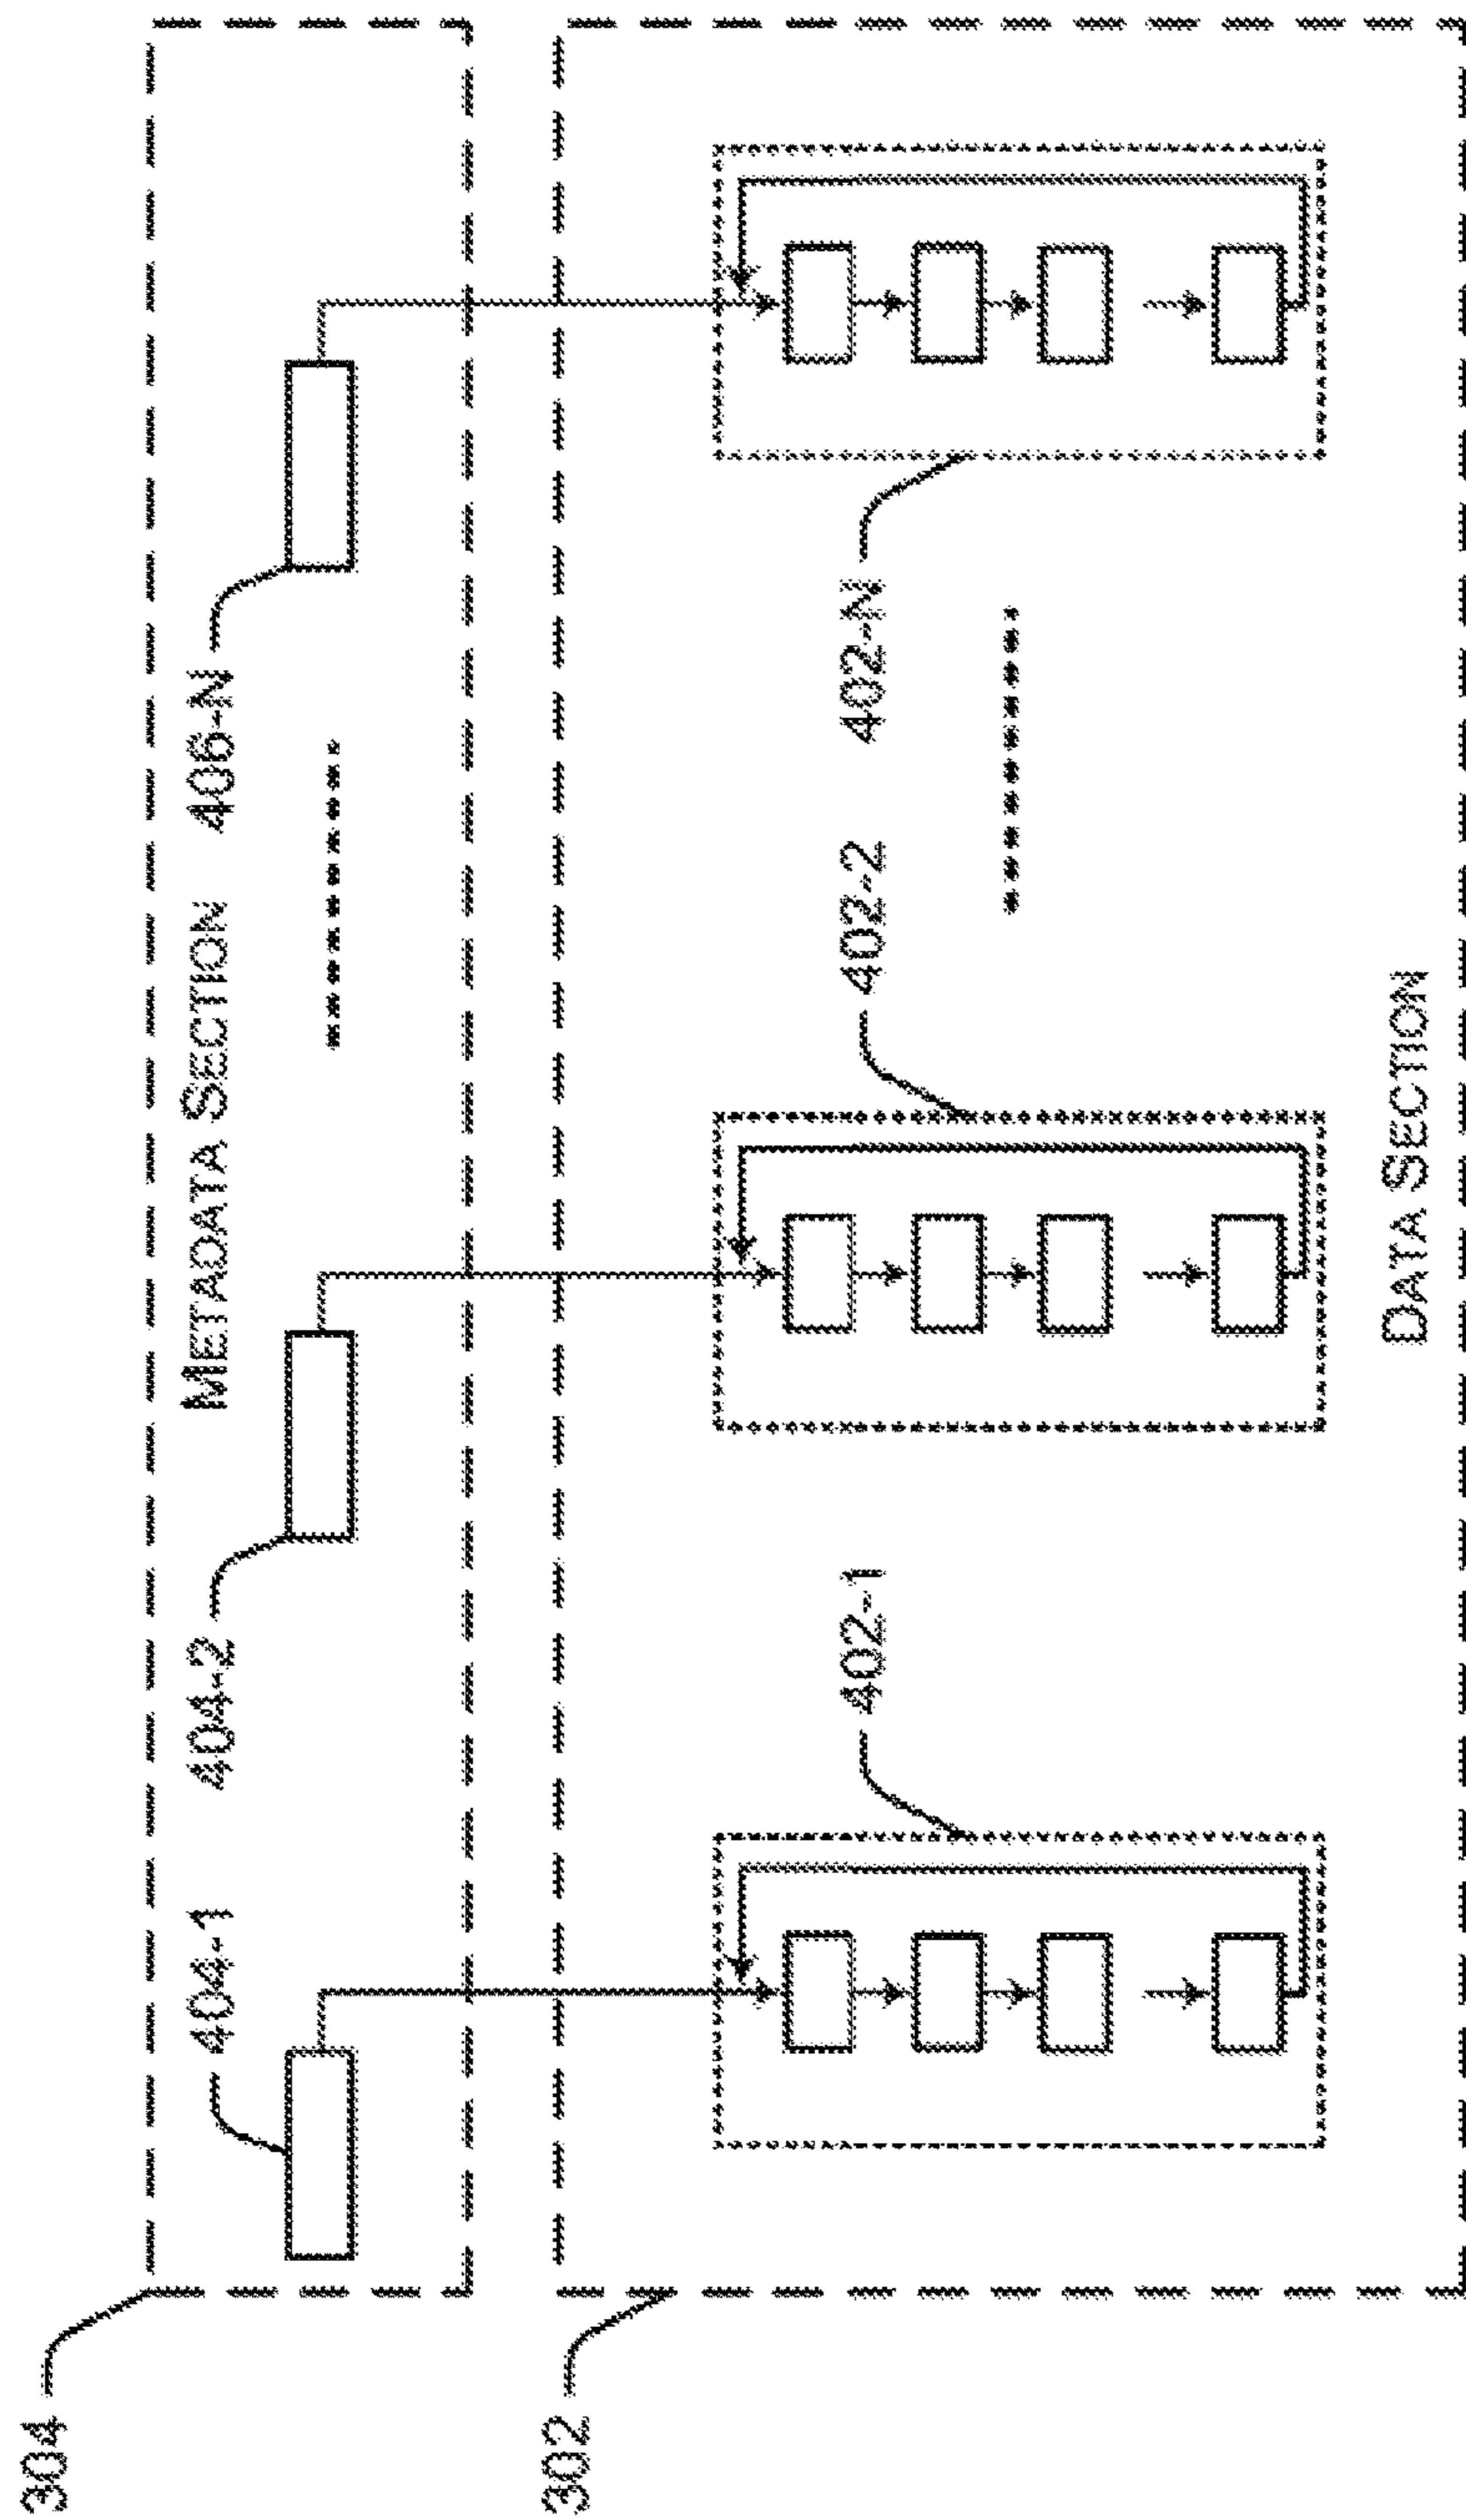 304
METADATA SECTION
404-1
404-2
406-N
302
402-1
402-2
402-N
DATA SECTION